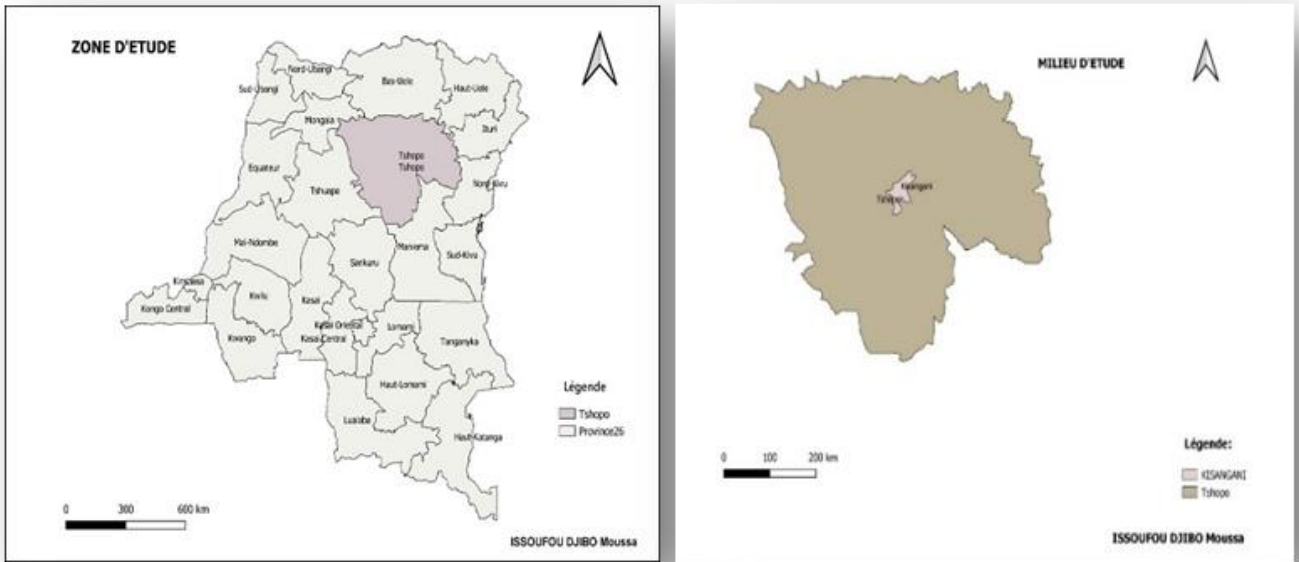 ZONE D'ETUDE
Nord-Ubangi
Sud-Ubangi
Bas-Uele
Haut-Uele
Mongala
Ituri
Equateur
Tshopo
Tshopo
Tshuapa
Nord-Kivu
Mai-Ndombe
Maniema
Sud-Kivu
Sankuru
Kinshasa
Kongo Central
Kwilu
Kasai
Kasai Oriental
Lomami
Kwango
Kasai-Central
Tanganyka
Haut-Lomami
Lualaba
Haut-Katanga
Légende
Tshopo
Province26
0 300 600 km
ISSOUFOU DJIBO Moussa
MILIEU D'ETUDE
Kisangani
Tshopo
0 100 200 km
Légende:
KISANGANI
Tshopo
ISSOUFOU DJIBO Moussa